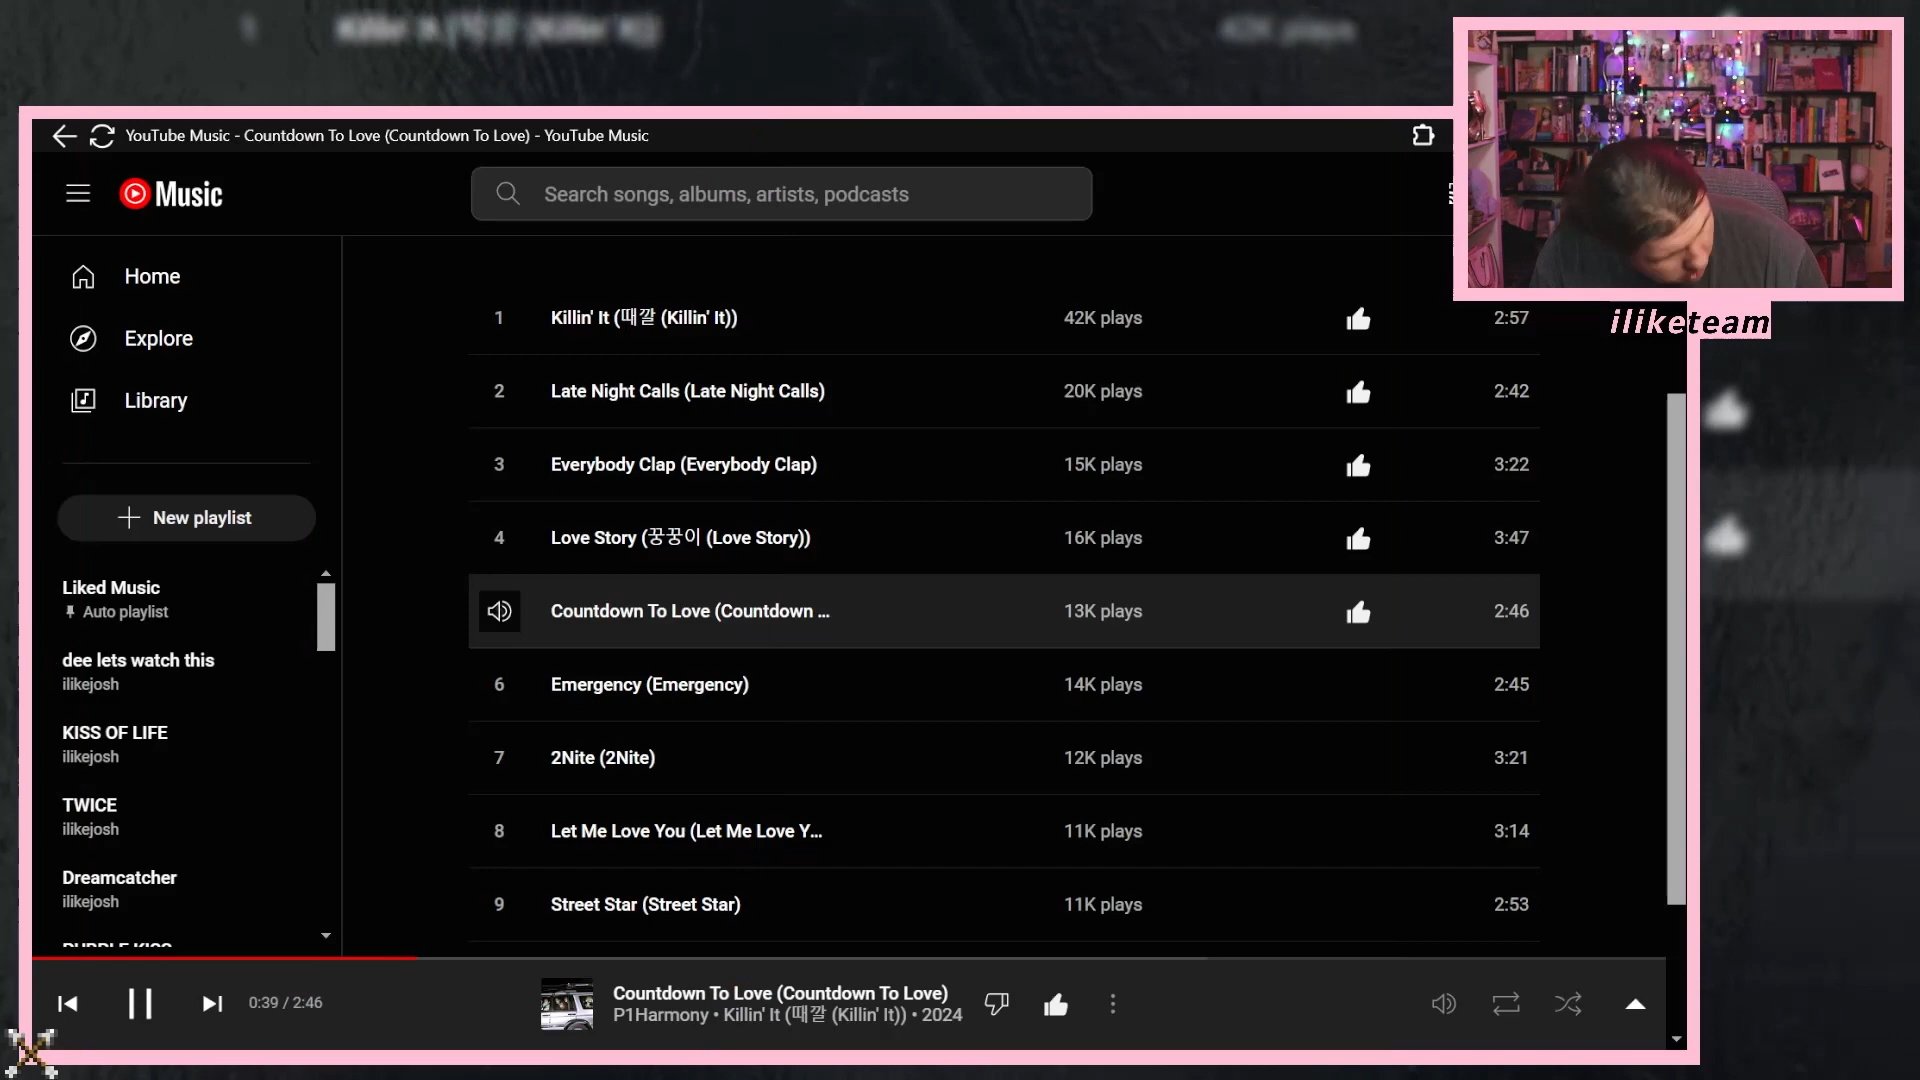 YouTube Music - Countdown To Love (Countdown To Love) - YouTube Music
Music
Search songs, albums, artists, podcasts
Home
Explore
Library
New playlist
Liked Music
Auto playlist
dee lets watch this
ilikejosh
KISS OF LIFE
ilikejosh
TWICE
ilikejosh
Dreamcatcher
ilikejosh
iliketeam
1 Killin' It (때깔 (Killin' It)) 42K plays 2:57
2 Late Night Calls (Late Night Calls) 20K plays 2:42
3 Everybody Clap (Everybody Clap) 15K plays 3:22
4 Love Story (꿍꿍이 (Love Story)) 16K plays 3:47
Countdown To Love (Countdown ... 13K plays 2:46
6 Emergency (Emergency) 14K plays 2:45
7 2Nite (2Nite) 12K plays 3:21
8 Let Me Love You (Let Me Love Y... 11K plays 3:14
9 Street Star (Street Star) 11K plays 2:53
0:39 / 2:46
Countdown To Love (Countdown To Love)
P1Harmony • Killin' It (때깔 (Killin' It)) • 2024